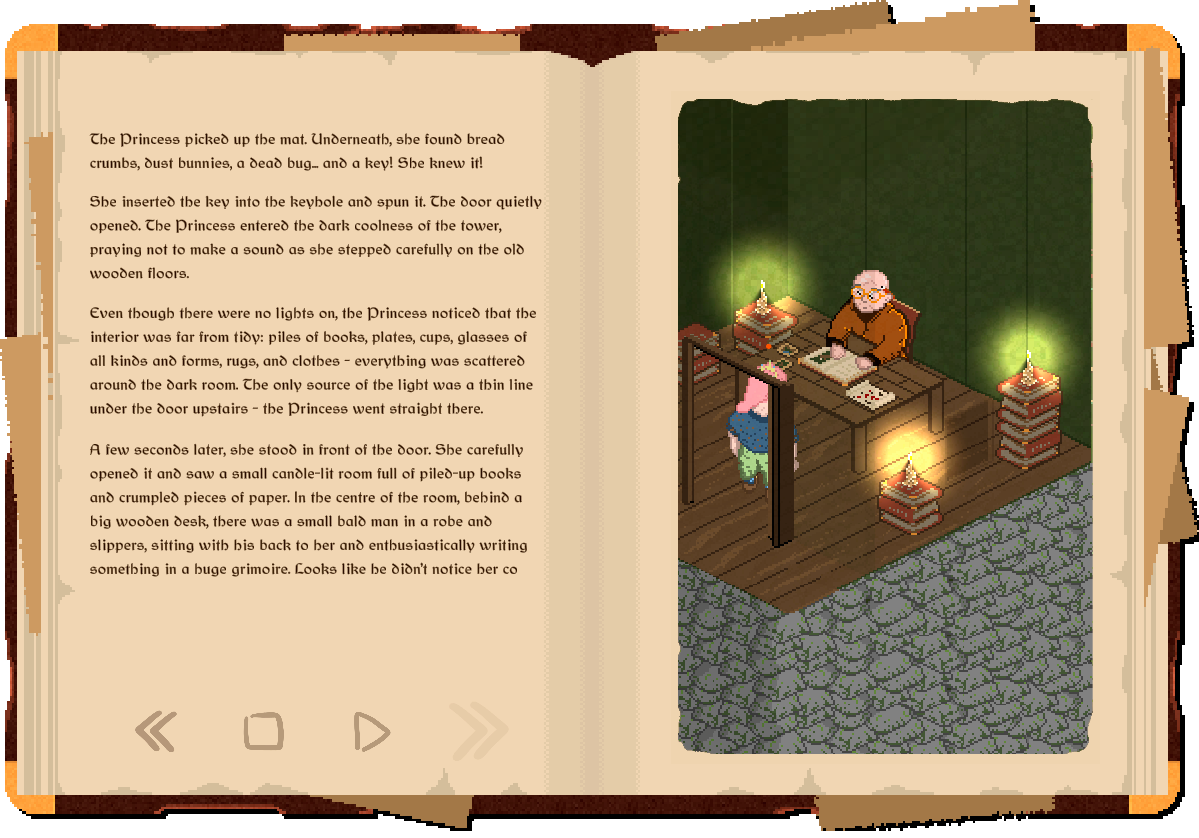 The Princess picked up the mat. Underneath, she found bread
crumbs, dust bunnies, a dead bug... and a key! She knew it!
She inserted the key into the keyhole and spun it. The door quietly
opened. The Princess entered the dark coolness of the tower,
praying not to make a sound as she stepped carefully on the old
wooden floors.
Even though there were no lights on, the Princess noticed that the
interior was far from tidy: piles of books, plates, cups, glasses of
all kinds and forms, rugs, and clothes - everything was scattered
around the dark room. The only source of the light was a thin line
under the door upstairs - the Princess went straight there.
A few seconds later, she stood in front of the door. She carefully
opened it and saw a small candle-lit room full of piled-up books
and crumpled pieces of paper. In the centre of the room, behind a
big wooden desk, there was a small bald man in a robe and
slippers, sitting with his back to her and enthusiastically writing
something in a huge grimoire. Looks like he didn't notice her co